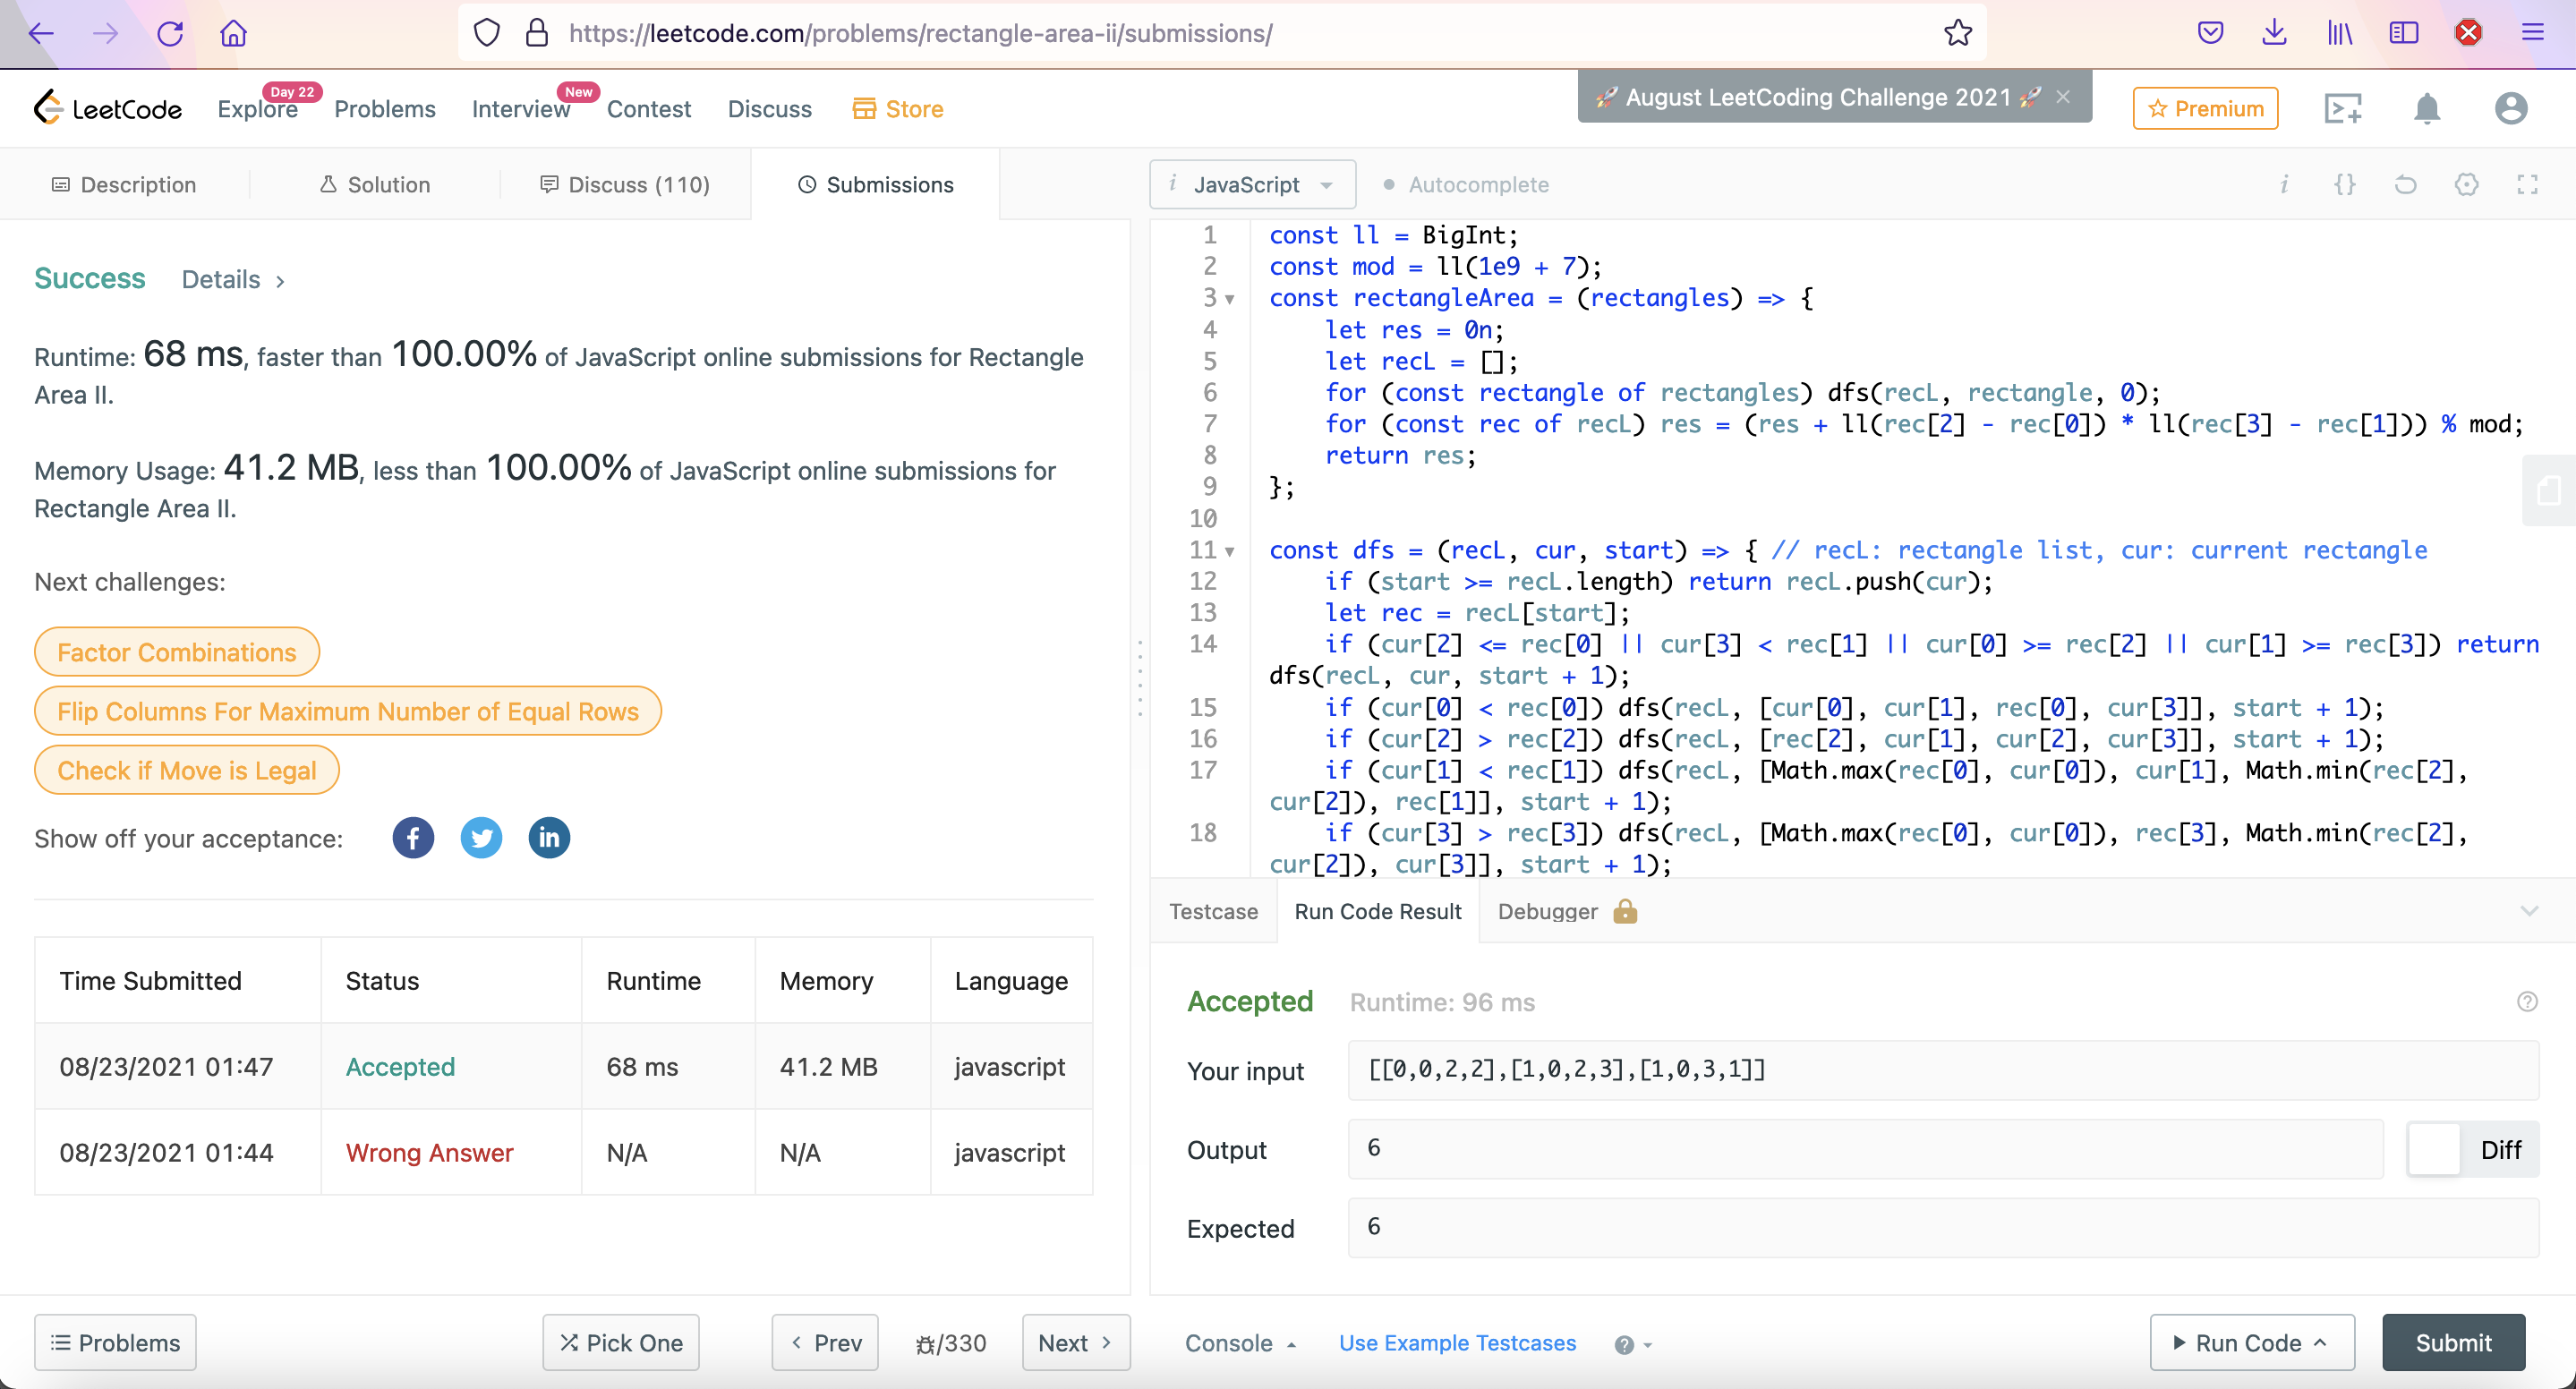 https://leetcode.com/problems/rectangle-area-ii/submissions/
LeetCode
Explore
Day 22
Problems
Interview
New
Contest
Discuss
Store
🚀 August LeetCoding Challenge 2021 🚀 ×
Premium
Description
Solution
Discuss (110)
Submissions
Success Details >
Runtime: 68 ms, faster than 100.00% of JavaScript online submissions for Rectangle
Area II.
Memory Usage: 41.2 MB, less than 100.00% of JavaScript online submissions for
Rectangle Area II.
Next challenges:
Factor Combinations
Flip Columns For Maximum Number of Equal Rows
Check if Move is Legal
Show off your acceptance:
Time Submitted Status Runtime Memory Language
08/23/2021 01:47 Accepted 68 ms 41.2 MB javascript
08/23/2021 01:44 Wrong Answer N/A N/A javascript
Problems
Pick One
< Prev
/330
Next >
i JavaScript
Autocomplete
i {}
1 const ll = BigInt;
2 const mod = ll(1e9 + 7);
3 const rectangleArea = (rectangles) => {
4 let res = 0n;
5 let recL = [];
6 for (const rectangle of rectangles) dfs(recL, rectangle, 0);
7 for (const rec of recL) res = (res + ll(rec[2] - rec[0]) * ll(rec[3] - rec[1])) % mod;
8 return res;
9 };
10
11 const dfs = (recL, cur, start) => { // recL: rectangle list, cur: current rectangle
12 if (start >= recL.length) return recL.push(cur);
13 let rec = recL[start];
14 if (cur[2] <= rec[0] || cur[3] < rec[1] || cur[0] >= rec[2] || cur[1] >= rec[3]) return
dfs(recL, cur, start + 1);
15 if (cur[0] < rec[0]) dfs(recL, [cur[0], cur[1], rec[0], cur[3]], start + 1);
16 if (cur[2] > rec[2]) dfs(recL, [rec[2], cur[1], cur[2], cur[3]], start + 1);
17 if (cur[1] < rec[1]) dfs(recL, [Math.max(rec[0], cur[0]), cur[1], Math.min(rec[2],
cur[2]), rec[1]], start + 1);
18 if (cur[3] > rec[3]) dfs(recL, [Math.max(rec[0], cur[0]), rec[3], Math.min(rec[2],
cur[2]), cur[3]], start + 1);
Testcase
Run Code Result
Debugger
Accepted Runtime: 96 ms
Your input [[0,0,2,2],[1,0,2,3],[1,0,3,1]]
Output 6
Diff
Expected 6
Console
Use Example Testcases
Run Code
Submit